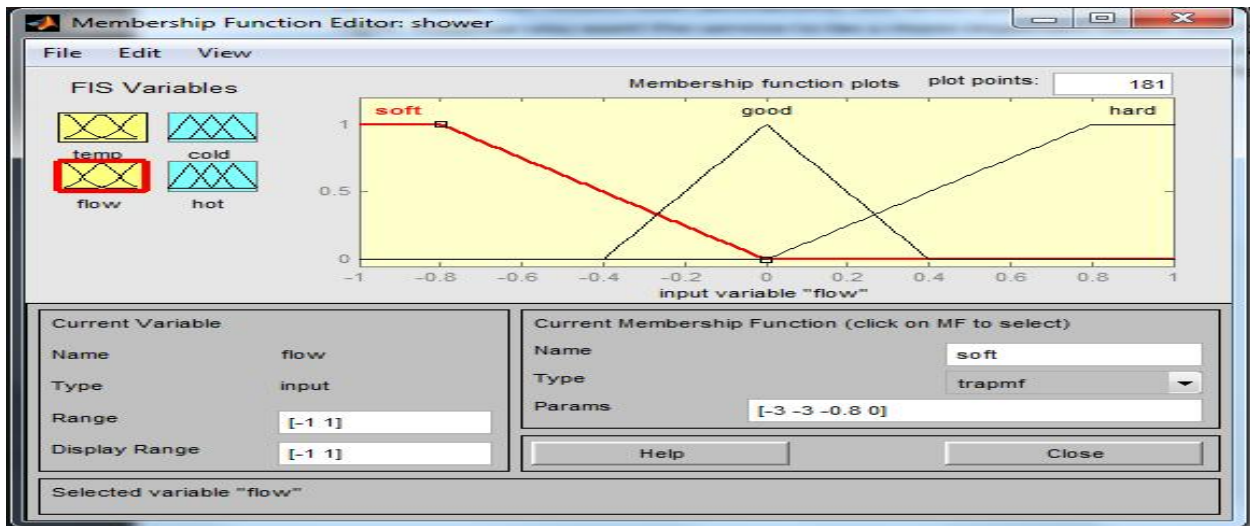 Membership Function Editor: shower
File Edit View
FIS Variables
temp cold
flow hot
Membership function plots plot points: 181
soft good hard
1
0.5
0
-1 -0.8 -0.6 -0.4 -0.2 0 0.2 0.4 0.6 0.8 1
input variable "flow"
Current Variable
Name flow
Type input
Range [-1 1]
Display Range [-1 1]
Current Membership Function (click on MF to select)
Name soft
Type trapmf
Params [-3 -3 -0.8 0]
Help Close
Selected variable "flow"